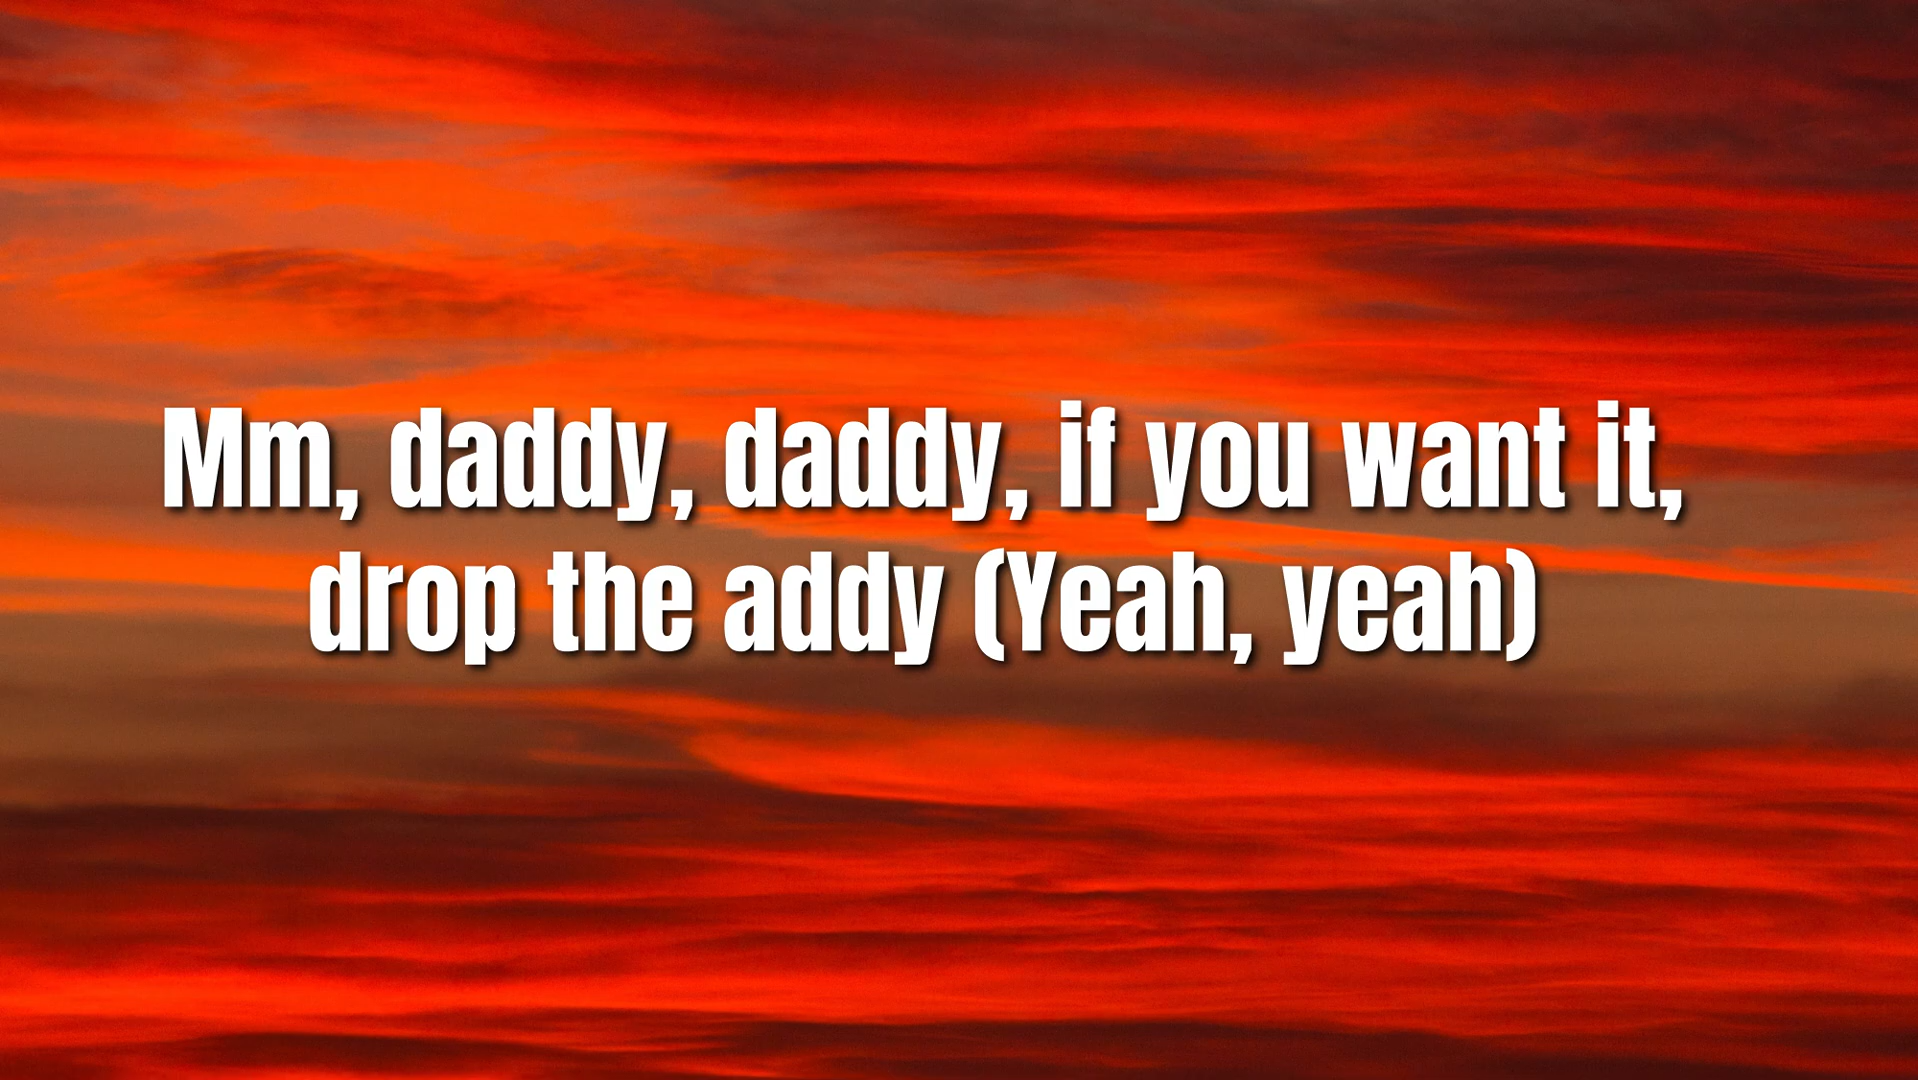 Mm, daddy, daddy, if you want it,
drop the addy (Yeah, yeah)